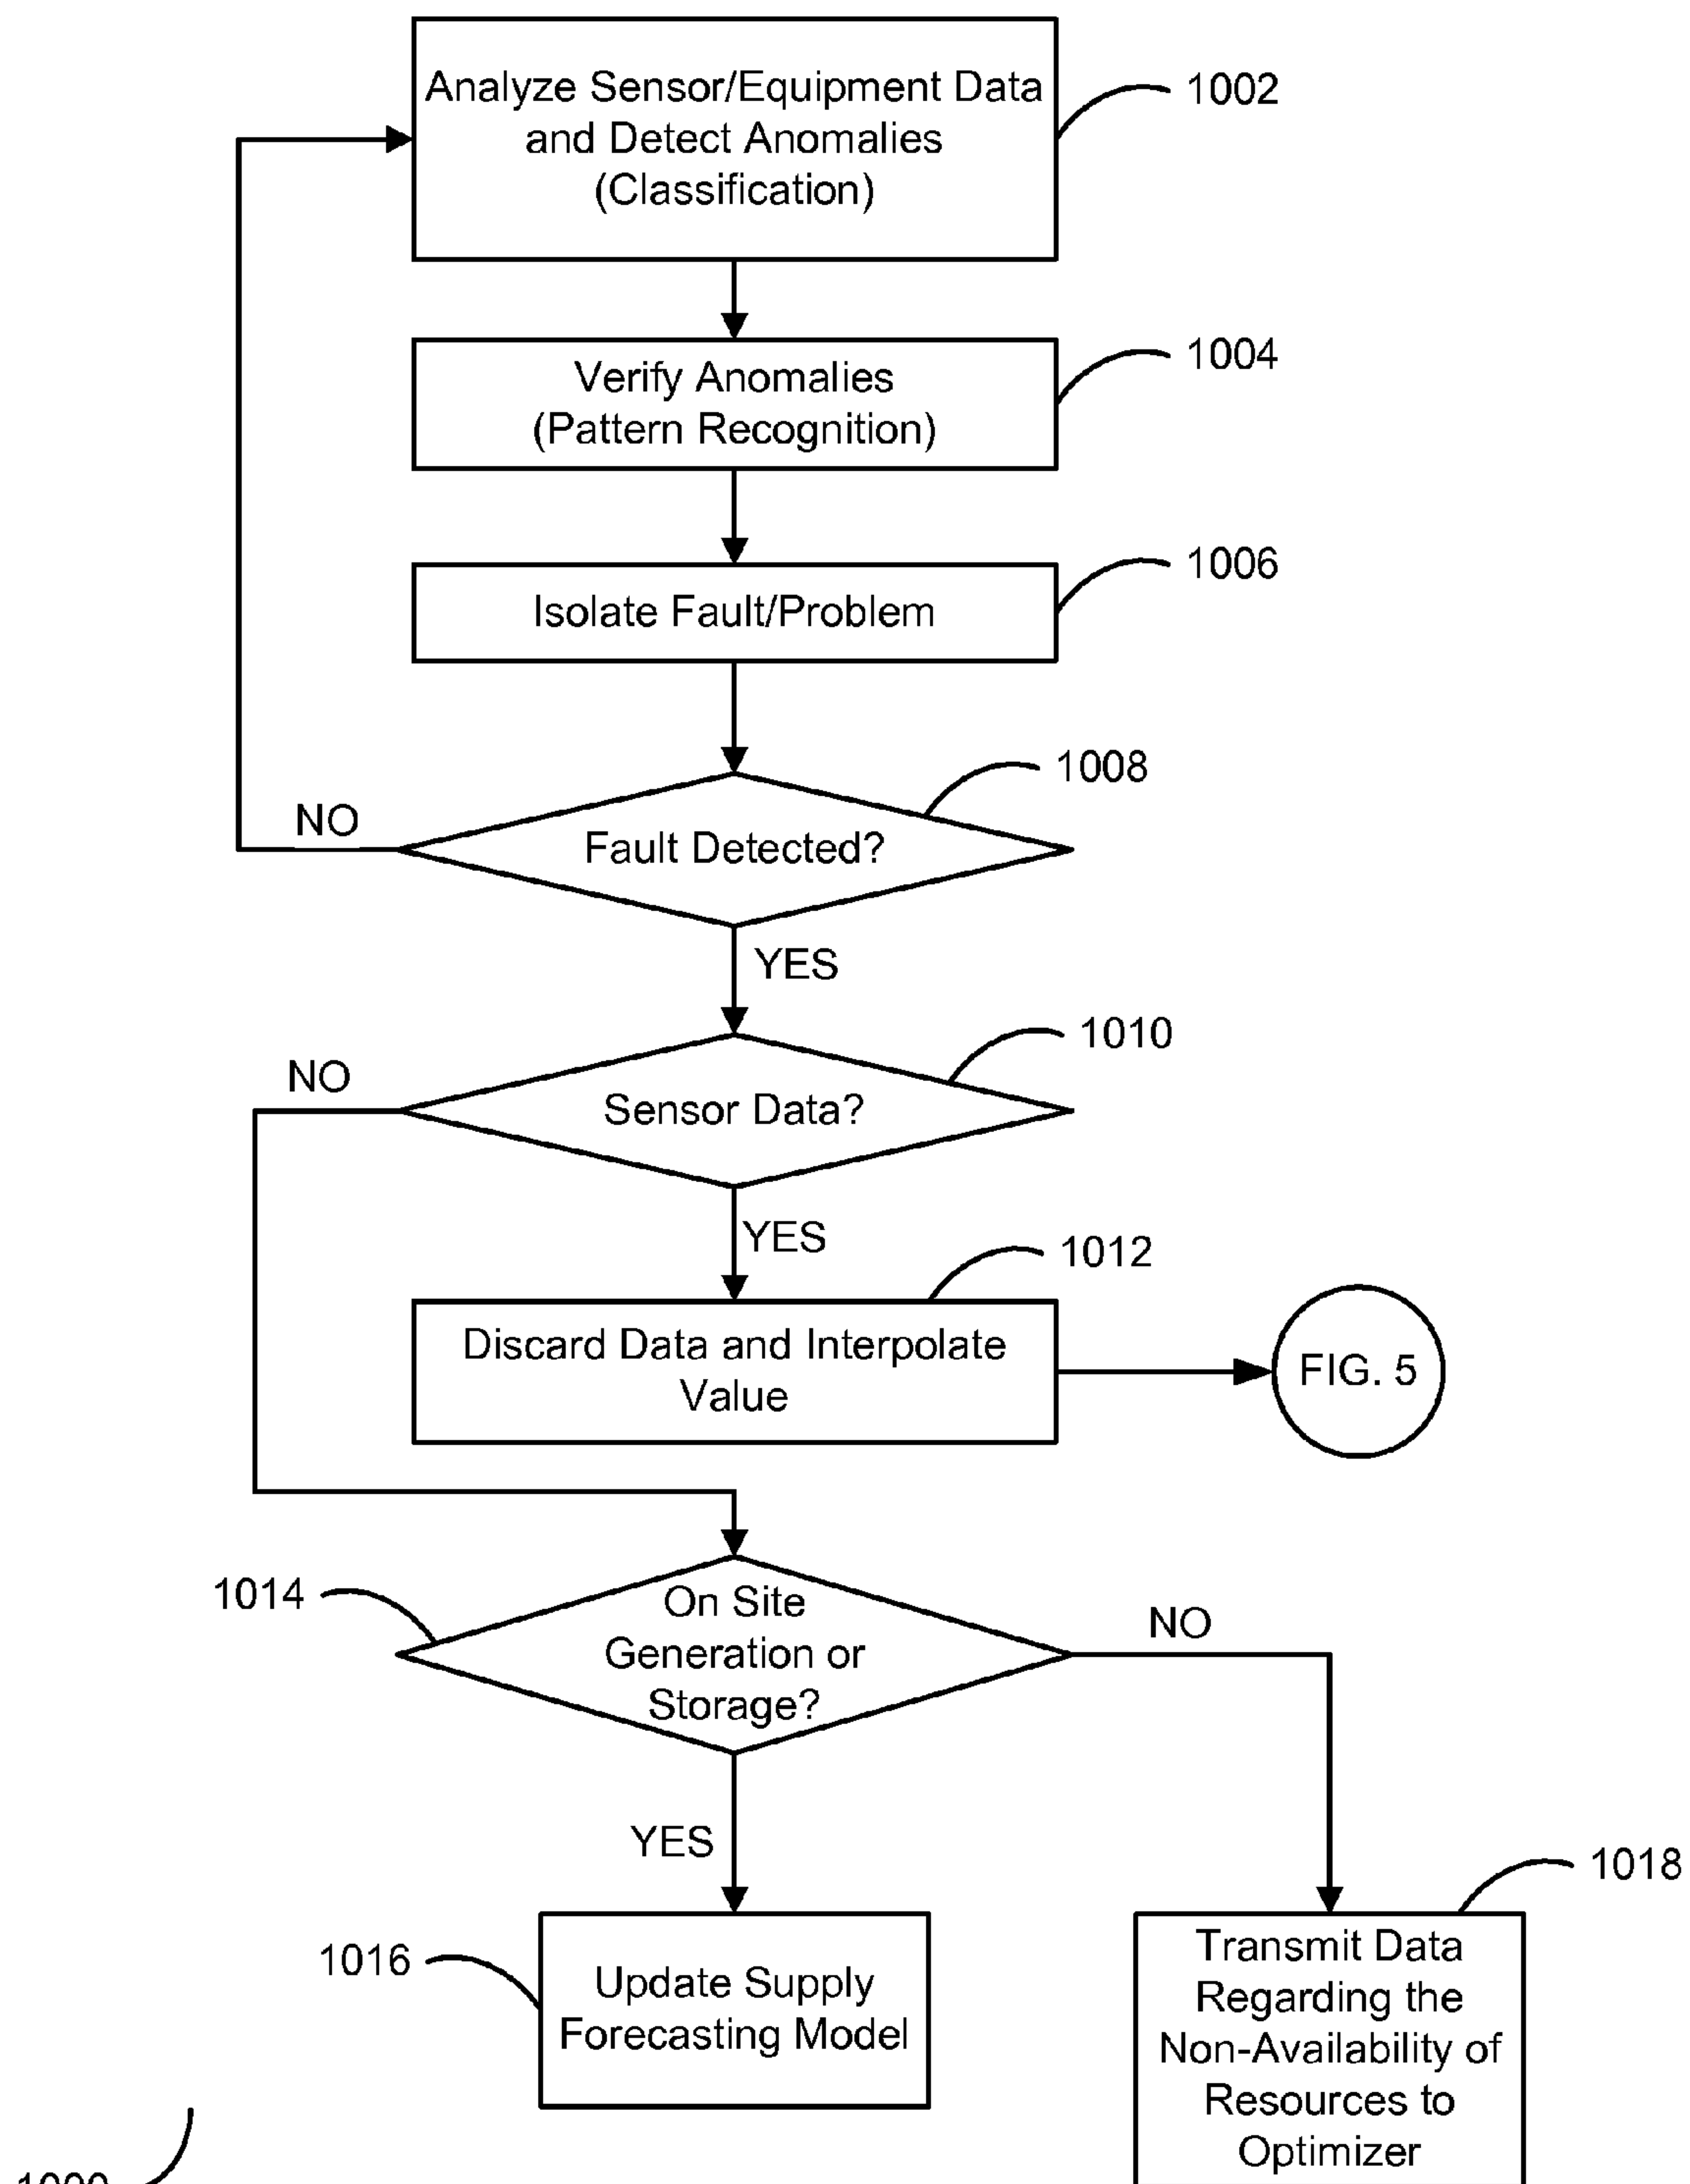 Analyze Sensor/Equipment Data
and Detect Anomalies
(Classification)
1002
Verify Anomalies
(Pattern Recognition)
1004
Isolate Fault/Problem
1006
1008
NO
Fault Detected?
YES
1010
NO
Sensor Data?
YES
1012
Discard Data and Interpolate
Value
FIG. 5
1014
On Site
Generation or
Storage?
NO
YES
1018
1016
Update Supply
Forecasting Model
Transmit Data
Regarding the
Non-Availability of
Resources to
Optimizer